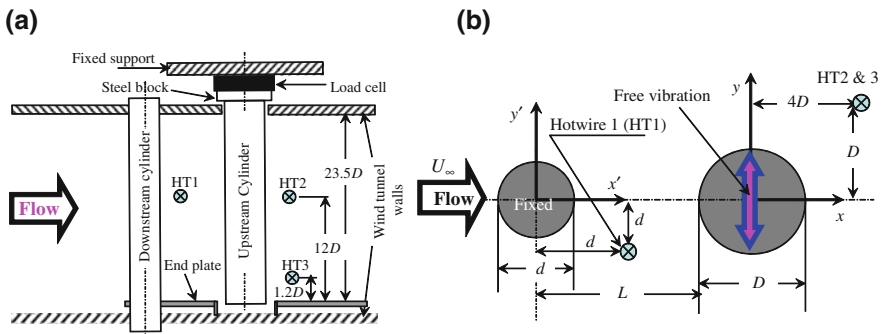 (a)
Fixed support
Steel block
Load cell
Downstream cylinder
Upstream Cylinder
HT1
HT2
HT3
Flow
End plate
23.5D
12D
1.2D
Wind tunnel
walls
(b)
HT2 & 3
Free vibration
y
4D
Hotwire 1 (HT1)
y′
D
U∞
x′
Flow
Fixed
x
d
d
d
L
D